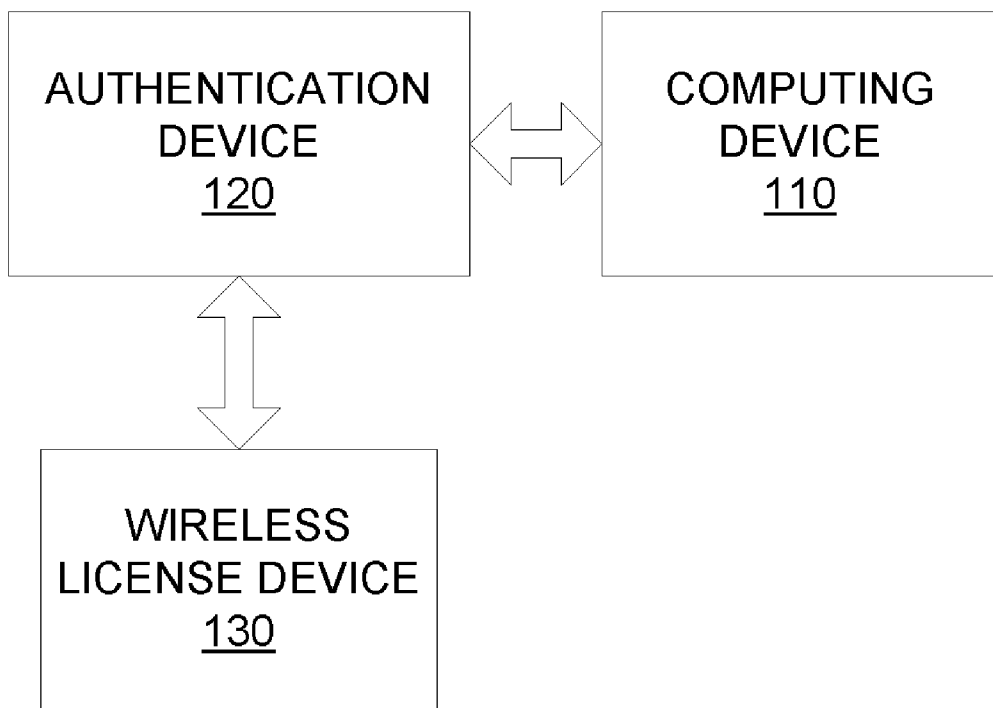 AUTHENTICATION
DEVICE
120
COMPUTING
DEVICE
110
WIRELESS
LICENSE DEVICE
130